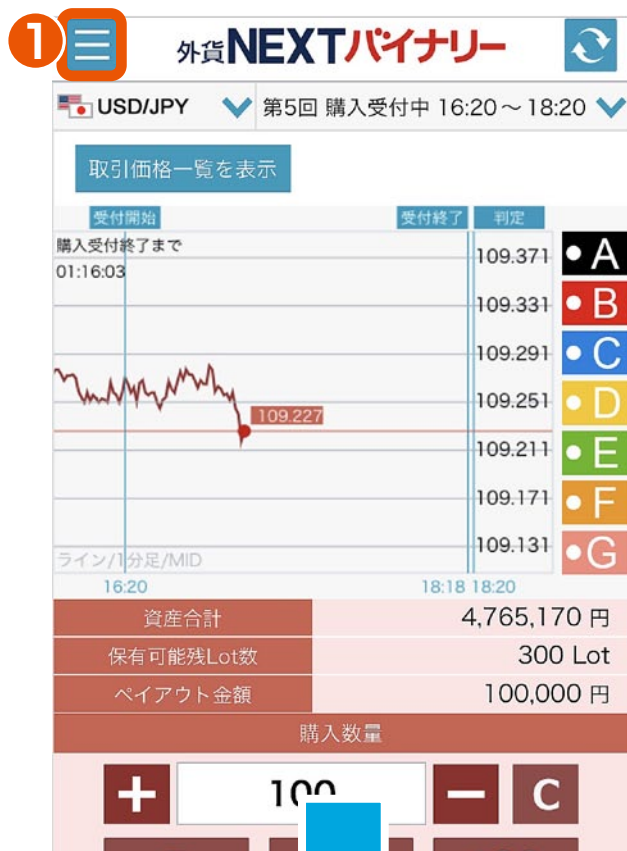 1
外貨NEXTバイナリー
USD/JPY 第5回 購入受付中 16:20～18:20
取引価格一覧を表示
受付開始 受付終了 判定
購入受付終了まで
01:16:03
109.371 A
109.331 B
109.291 C
109.251 D
109.227
109.211 E
109.171 F
109.131 G
ライン/1分足/MID
16:20 18:18 18:20
資産合計 4,765,170 円
保有可能残Lot数 300 Lot
ペイアウト金額 100,000 円
購入数量
+ 100 - C